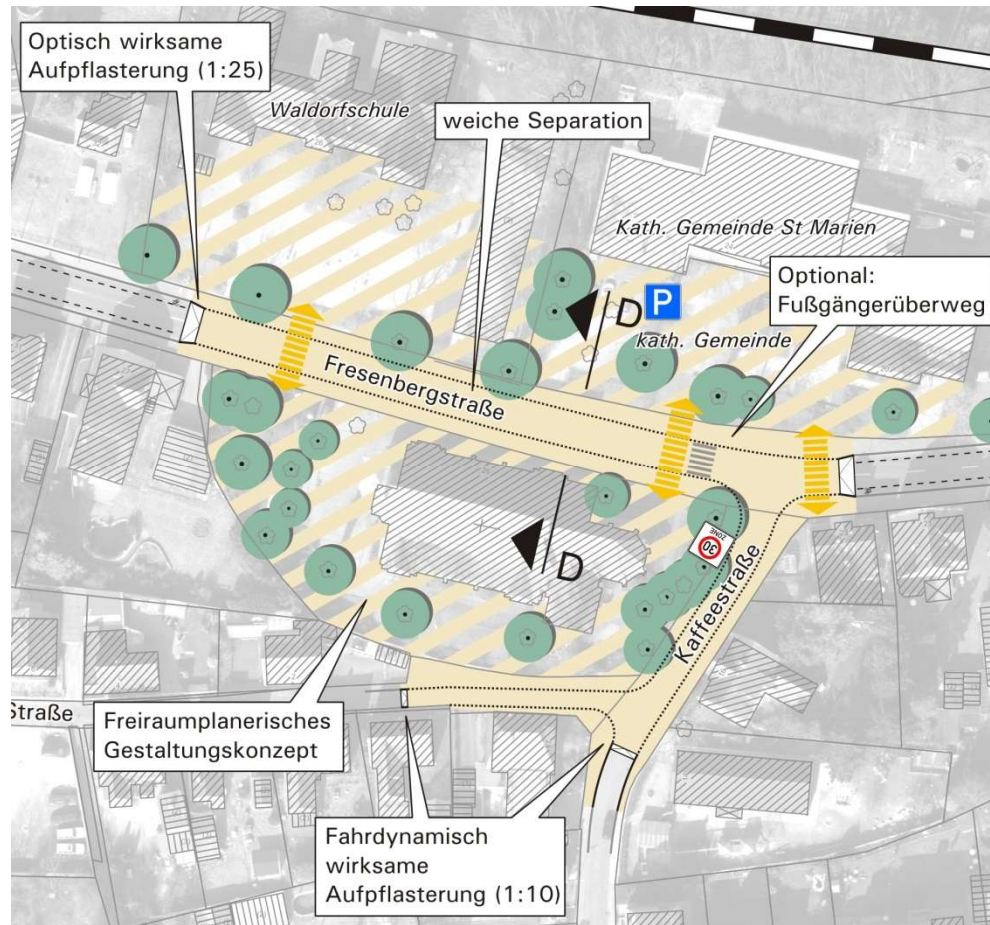 Optisch wirksame
Aufpflasterung (1:25)
Waldorfschule
weiche Separation
Kath. Gemeinde St Marien
Optional:
Fußgängerüberweg
P
D
kath. Gemeinde
Fresenbergstraße
D
30
ZONE
Kaffeestraße
Straße
Freiraumplanerisches
Gestaltungskonzept
Fahrdynamisch
wirksame
Aufpflasterung (1:10)